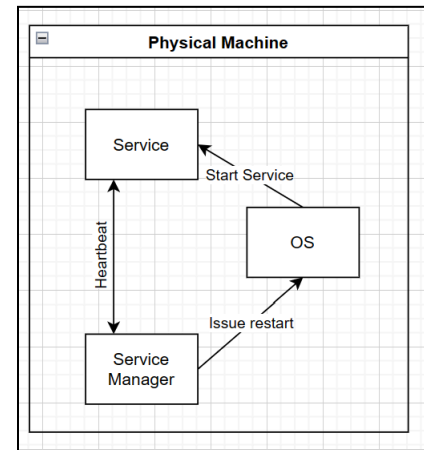 Physical Machine
Service
Start Service
OS
Heartbeat
Issue restart
Service
Manager